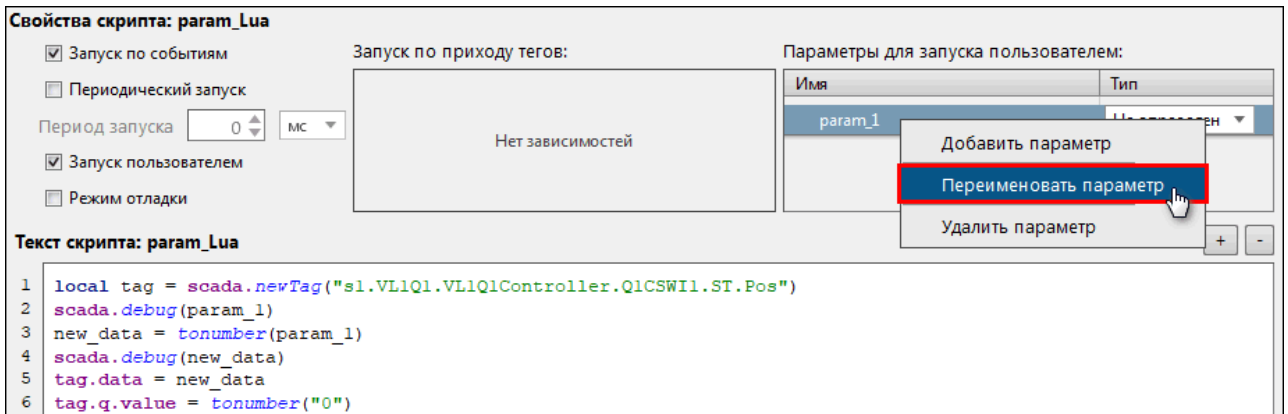 Свойства скрипта: param_Lua
Запуск по событиям
Периодический запуск
Период запуска 0 мс
Запуск пользователем
Режим отладки
Запуск по приходу тегов:
Нет зависимостей
Параметры для запуска пользователем:
Имя Тип
param_1
Добавить параметр
Переименовать параметр
Удалить параметр
+ -
Текст скрипта: param_Lua
1 local tag = scada.newTag("s1.VL1Q1.VL1Q1Controller.Q1CSWI1.ST.Pos")
2 scada.debug(param_1)
3 new_data = tonumber(param_1)
4 scada.debug(new_data)
5 tag.data = new_data
6 tag.q.value = tonumber("0")